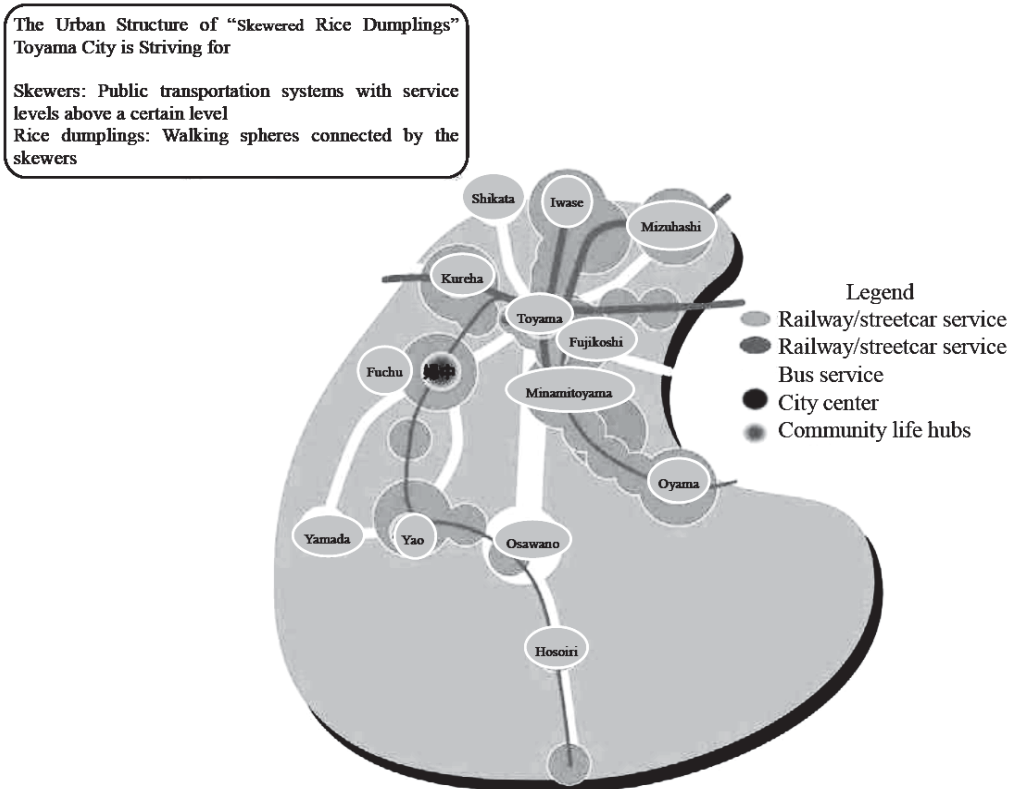 The Urban Structure of “Skewered Rice Dumplings”
Toyama City is Striving for
Skewers: Public transportation systems with service
levels above a certain level
Rice dumplings: Walking spheres connected by the
skewers
Shikata
Iwase
Mizuhashi
Kureha
Toyama
Fujikoshi
Fuchu
婦中
Minamitoyama
Oyama
Yamada
Yao
Osawano
Hosoiri
Legend
Railway/streetcar service
Railway/streetcar service
Bus service
City center
Community life hubs